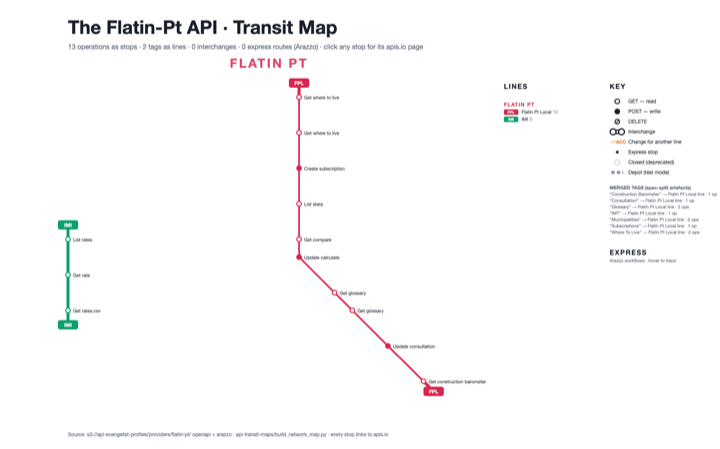 The Flatin-Pt API · Transit Map
13 operations as stops · 2 tags as lines · 0 interchanges · 0 express routes (Arazzo) · click any stop for its apis.io page
FLATIN PT
FPL
Get where to live
Get where to live
Create subscription
List stats
Get compare
Update calculate
Get glossary
Get glossary
Update consultation
Get construction barometer
FPL
IMI
List rates
Get rate
Get rates.csv
IMI
LINES
FLATIN PT
FPL Flatin Pt Local 10
IMI IMI 3
KEY
GET — read
POST — write
DELETE
Interchange
Change for another line
Express stop
Closed (deprecated)
Depot (test mode)
MERGED TAGS (spec-split artefacts)
"Construction Barometer" → Flatin Pt Local line · 1 op
"Consultation" → Flatin Pt Local line · 1 op
"Glossary" → Flatin Pt Local line · 2 ops
→ Flatin Pt Local line · 1 op
"Municipalities" → Flatin Pt Local line · 2 ops
"Subscriptions" → Flatin Pt Local line · 1 op
"Where To Live" → Flatin Pt Local line · 2 ops
EXPRESS
Arazzo workflows · hover to trace
Source: s3://api-evangelist-profiles/providers/flatin-pt/ openapi + arazzo · api-transit-maps/build_network_map.py · every stop links to apis.io